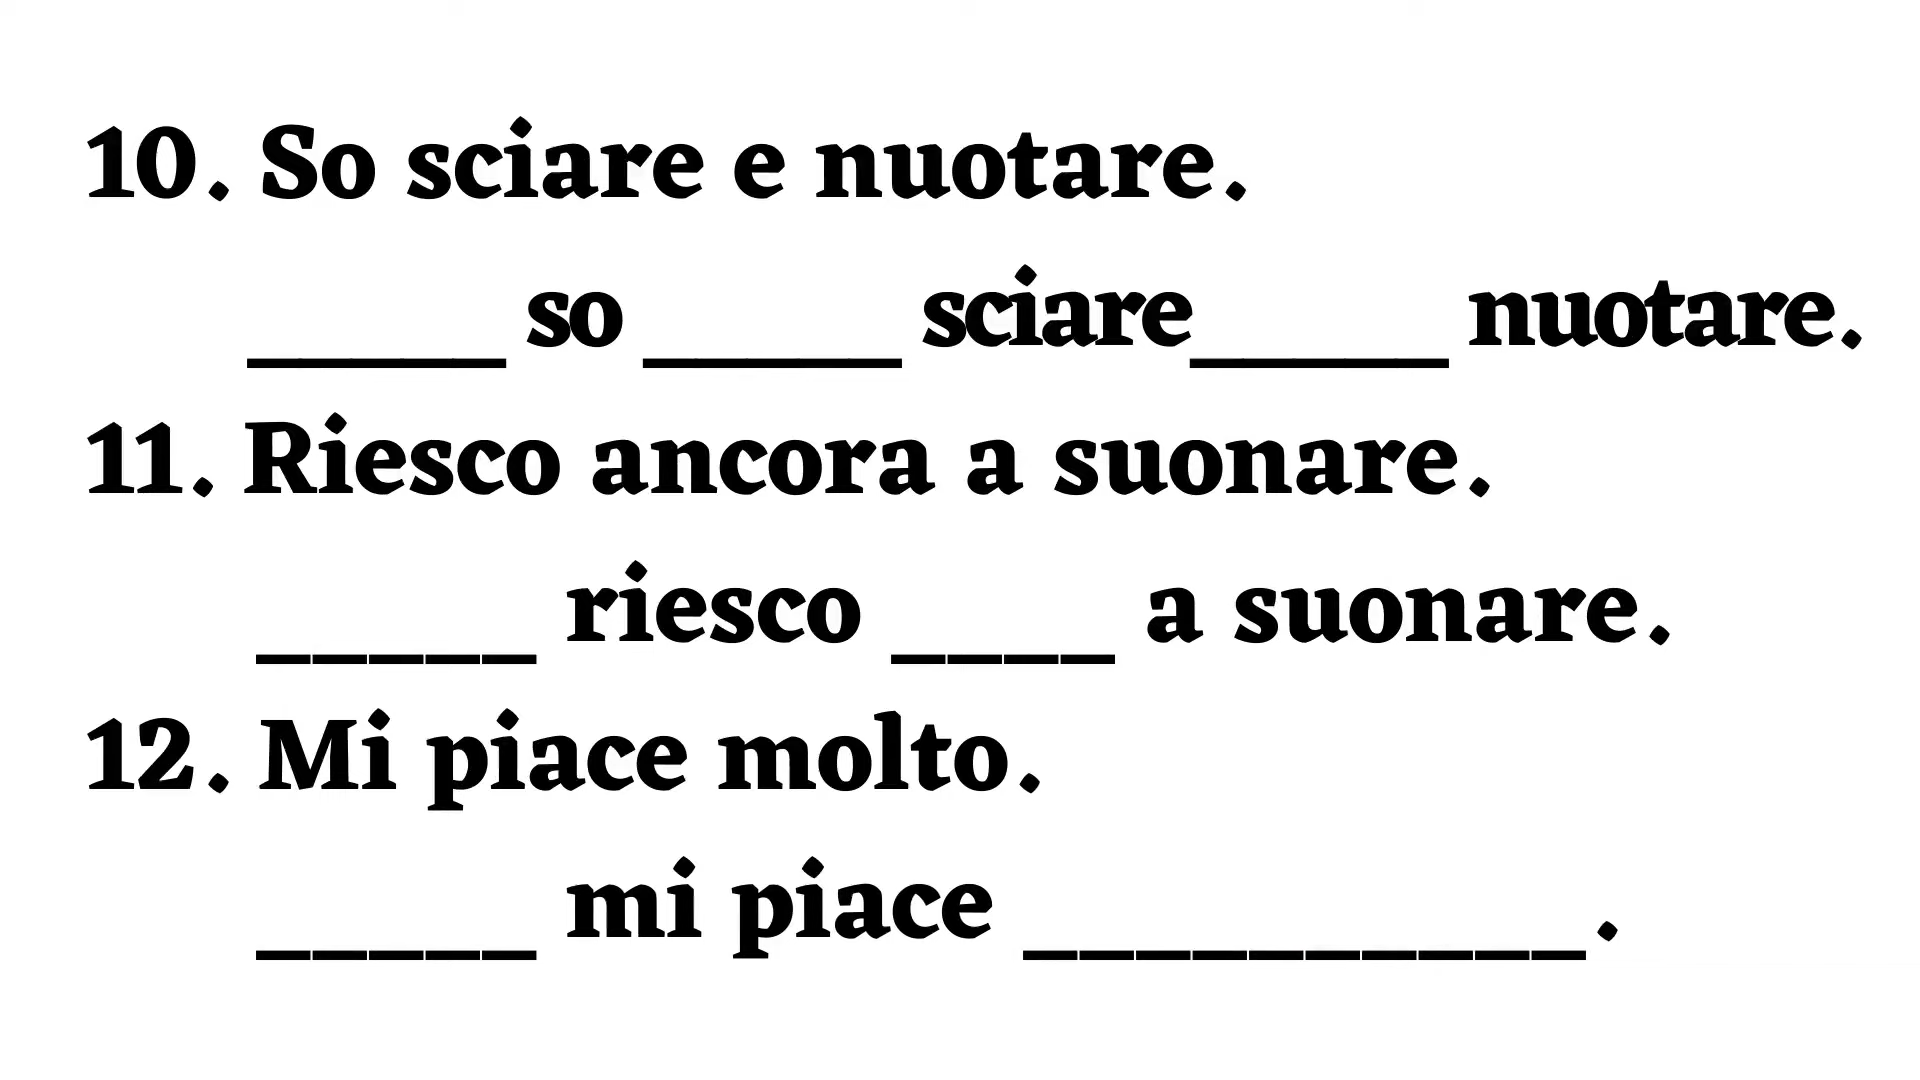 10. So sciare e nuotare.
_____ so _____ sciare_____ nuotare.
11. Riesco ancora a suonare.
_____ riesco ____ a suonare.
12. Mi piace molto.
_____ mi piace __________.